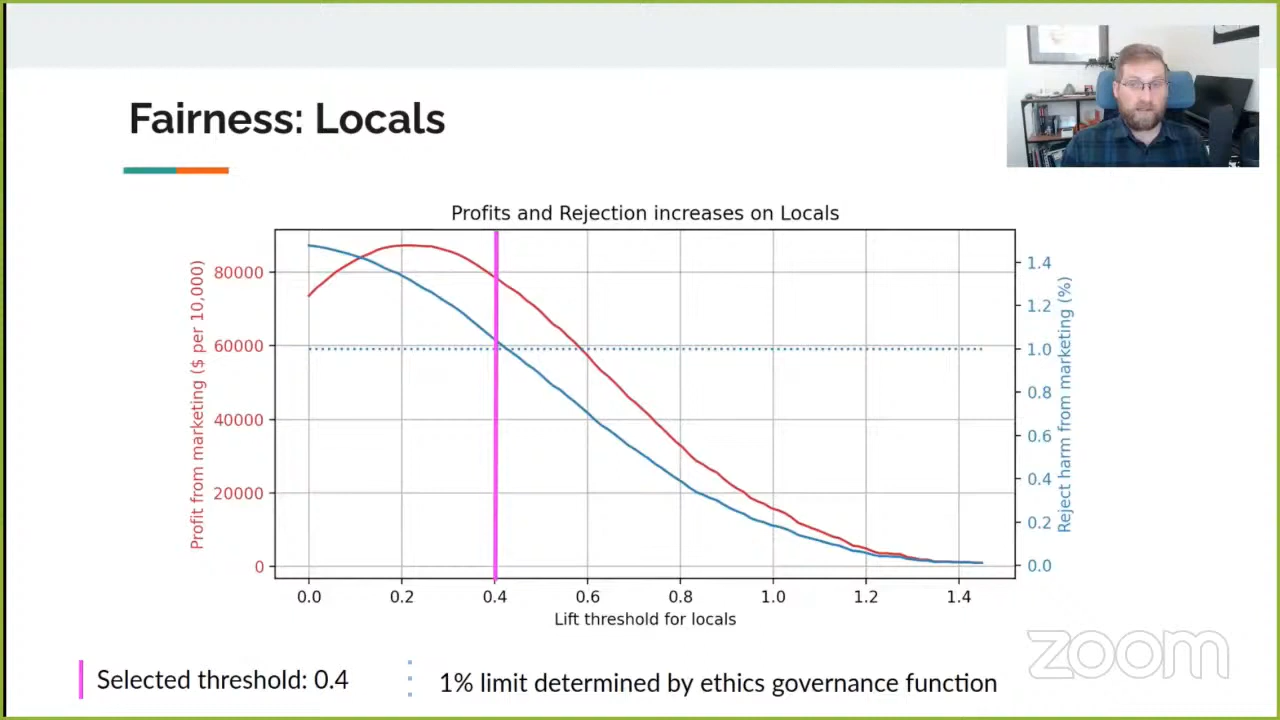 Fairness: Locals
Profits and Rejection increases on Locals
Profit from marketing ($ per 10,000)
80000
60000
40000
20000
0
1.4
1.2
1.0
0.8
0.6
0.4
0.2
0.0
Reject harm from marketing (%)
0.0 0.2 0.4 0.6 0.8 1.0 1.2 1.4
Lift threshold for locals
zoom
Selected threshold: 0.4
1% limit determined by ethics governance function